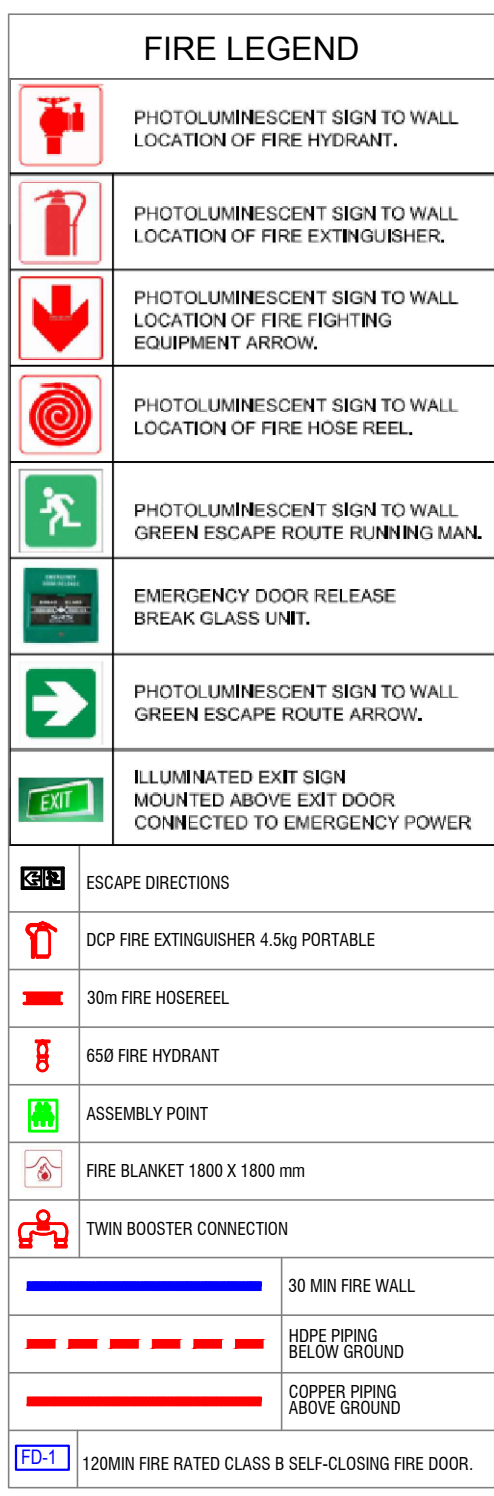 FIRE LEGEND
PHOTOLUMINESCENT SIGN TO WALL
LOCATION OF FIRE HYDRANT.
PHOTOLUMINESCENT SIGN TO WALL
LOCATION OF FIRE EXTINGUISHER.
PHOTOLUMINESCENT SIGN TO WALL
LOCATION OF FIRE FIGHTING
EQUIPMENT ARROW.
PHOTOLUMINESCENT SIGN TO WALL
LOCATION OF FIRE HOSE REEL.
PHOTOLUMINESCENT SIGN TO WALL
GREEN ESCAPE ROUTE RUNNING MAN.
EMERGENCY
DOOR RELEASE
BREAK GLASS
EMERGENCY DOOR RELEASE
BREAK GLASS UNIT.
PHOTOLUMINESCENT SIGN TO WALL
GREEN ESCAPE ROUTE ARROW.
EXIT
ILLUMINATED EXIT SIGN
MOUNTED ABOVE EXIT DOOR
CONNECTED TO EMERGENCY POWER
ESCAPE DIRECTIONS
DCP FIRE EXTINGUISHER 4.5kg PORTABLE
30m FIRE HOSEREEL
65Ø FIRE HYDRANT
ASSEMBLY POINT
FIRE BLANKET 1800 X 1800 mm
TWIN BOOSTER CONNECTION
30 MIN FIRE WALL
HDPE PIPING
BELOW GROUND
COPPER PIPING
ABOVE GROUND
FD-1
120MIN FIRE RATED CLASS B SELF-CLOSING FIRE DOOR.